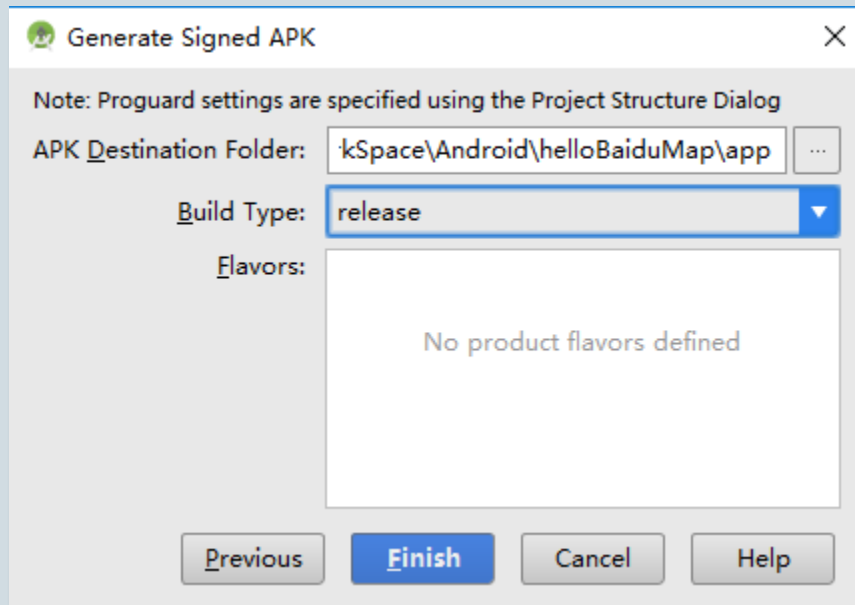 Generate Signed APK
Note: Proguard settings are specified using the Project Structure Dialog
APK Destination Folder: kSpace\Android\helloBaiduMap\app ...
Build Type: release
Flavors:
No product flavors defined
Previous Finish Cancel Help